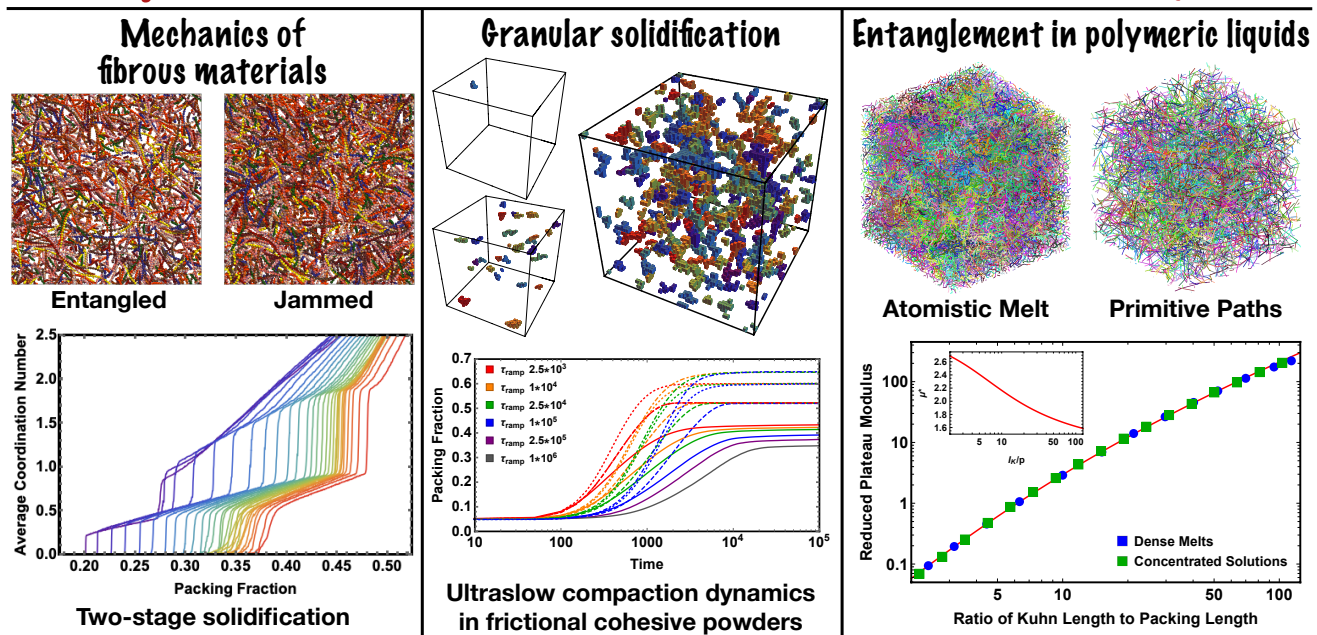 Mechanics of
fibrous materials
Entangled
Jammed
2.5
2.0
1.5
1.0
0.5
0.0
Average Coordination Number
0.20
0.25
0.30
0.35
0.40
0.45
0.50
Packing Fraction
Two-stage solidification
Granular solidification
0.7
0.6
0.5
0.4
0.3
0.2
0.1
0.0
Packing Fraction
τramp 2.5*10³
τramp 1*10⁴
τramp 2.5*10⁴
τramp 1*10⁵
τramp 2.5*10⁵
τramp 1*10⁶
10
100
1000
10⁴
10⁵
Time
Ultraslow compaction dynamics
in frictional cohesive powders
Entanglement in polymeric liquids
Atomistic Melt
Primitive Paths
100
10
1
0.1
Reduced Plateau Modulus
2.6
2.4
2.2
2.0
1.8
1.6
5
10
50
100
lK/p
Dense Melts
Concentrated Solutions
5
10
50
100
Ratio of Kuhn Length to Packing Length